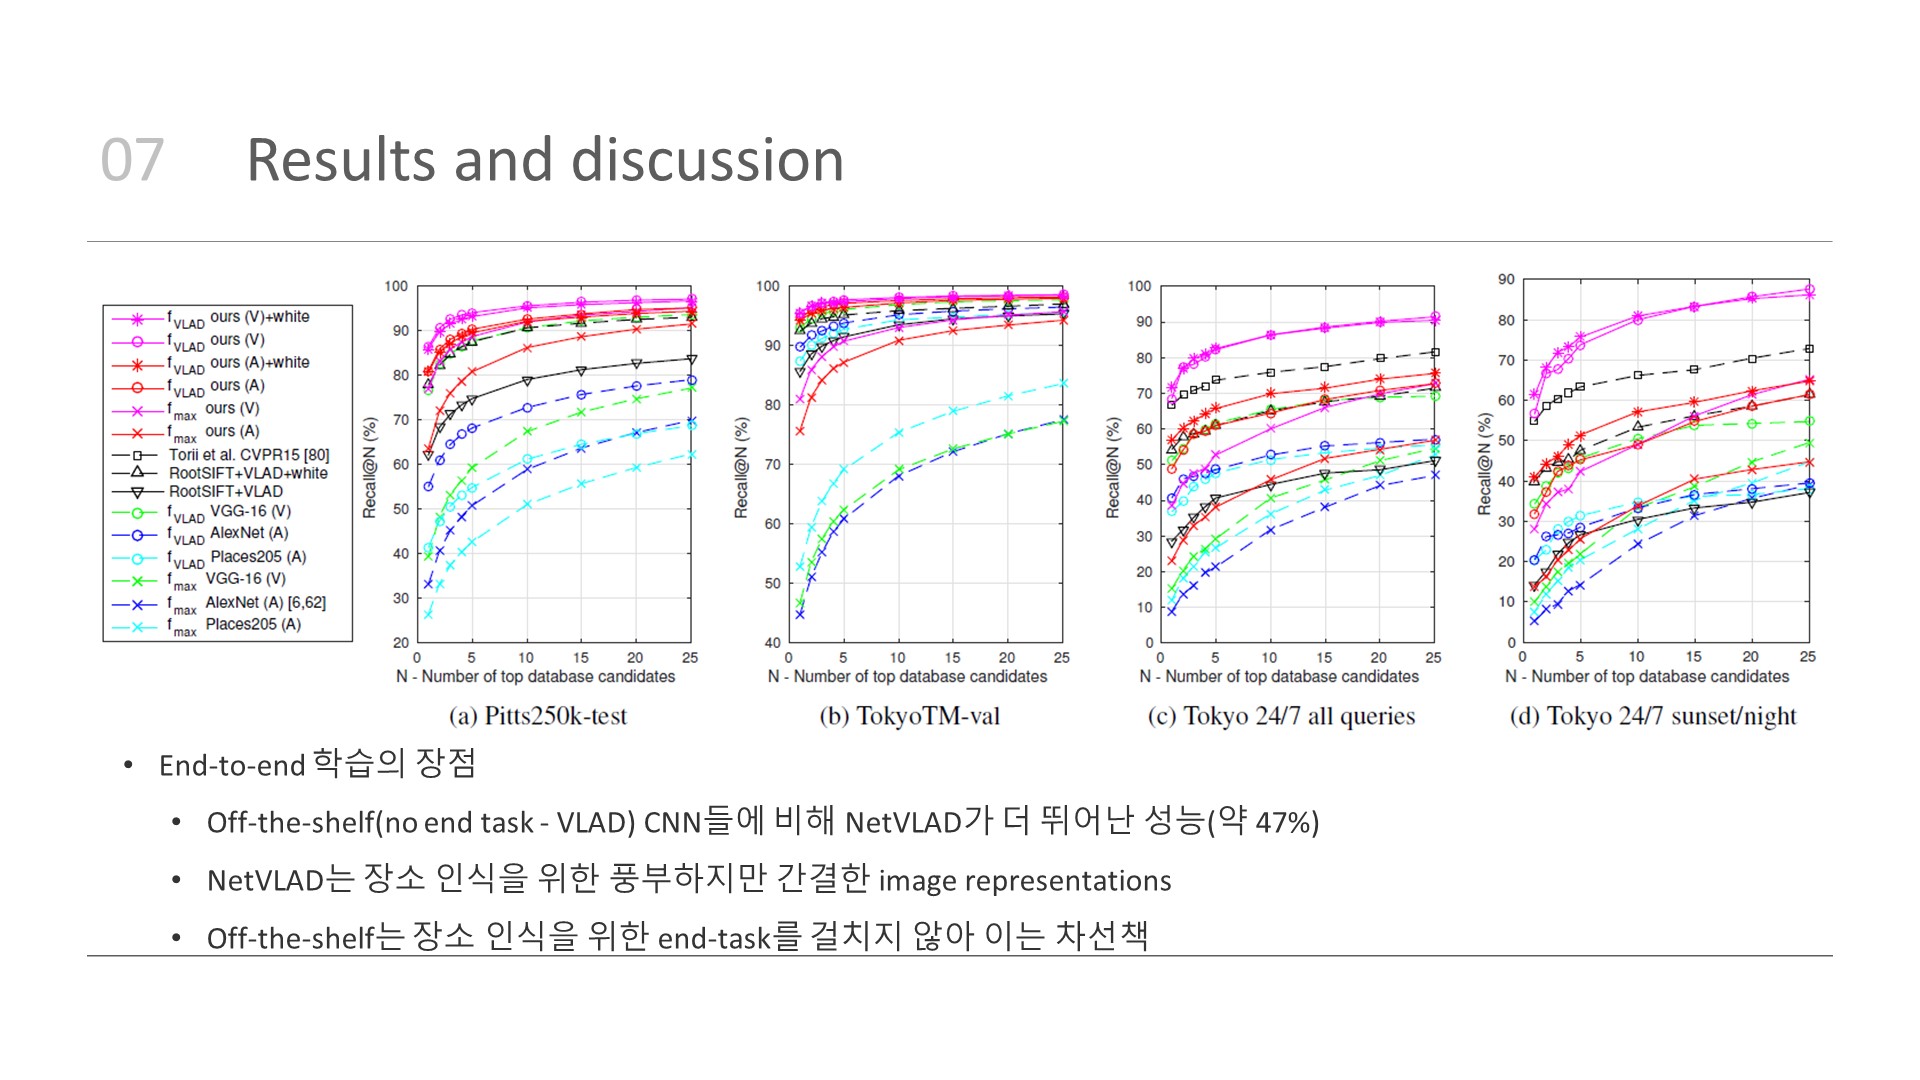 07 Results and discussion
f VLAD ours (V)+white
f VLAD ours (V)
f VLAD ours (A)+white
f VLAD ours (A)
f max ours (V)
f max ours (A)
Torii et al. CVPR15 [80]
RootSIFT+VLAD+white
RootSIFT+VLAD
f VLAD VGG-16 (V)
f VLAD AlexNet (A)
f VLAD Places205 (A)
f max VGG-16 (V)
f max AlexNet (A) [6,62]
f max Places205 (A)
100
90
80
70
60
50
40
30
20
Recall@N (%)
0 5 10 15 20 25
N - Number of top database candidates
(a) Pitts250k-test
100
90
80
70
60
50
40
Recall@N (%)
0 5 10 15 20 25
N - Number of top database candidates
(b) TokyoTM-val
100
90
80
70
60
50
40
30
20
10
0
Recall@N (%)
0 5 10 15 20 25
N - Number of top database candidates
(c) Tokyo 24/7 all queries
90
80
70
60
50
40
30
20
10
0
Recall@N (%)
0 5 10 15 20 25
N - Number of top database candidates
(d) Tokyo 24/7 sunset/night
• End-to-end 학습의 장점
• Off-the-shelf(no end task - VLAD) CNN들에 비해 NetVLAD가 더 뛰어난 성능(약 47%)
• NetVLAD는 장소 인식을 위한 풍부하지만 간결한 image representations
• Off-the-shelf는 장소 인식을 위한 end-task를 걸치지 않아 이는 차선책